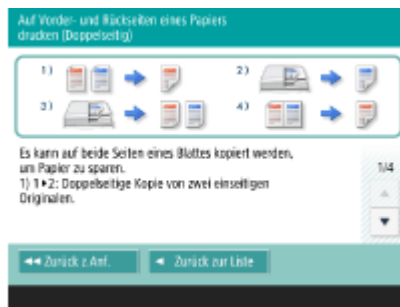 Auf Vorder- und Rückseiten eines Papiers
drucken (Doppelseitig)
1)
2)
3)
4)
Es kann auf beide Seiten eines Blattes kopiert werden,
um Papier zu sparen.
1) 1▸2: Doppelseitige Kopie von zwei einseitigen
Originalen.
1/4
◂◂ Zurück z.Anf.
◂ Zurück zur Liste